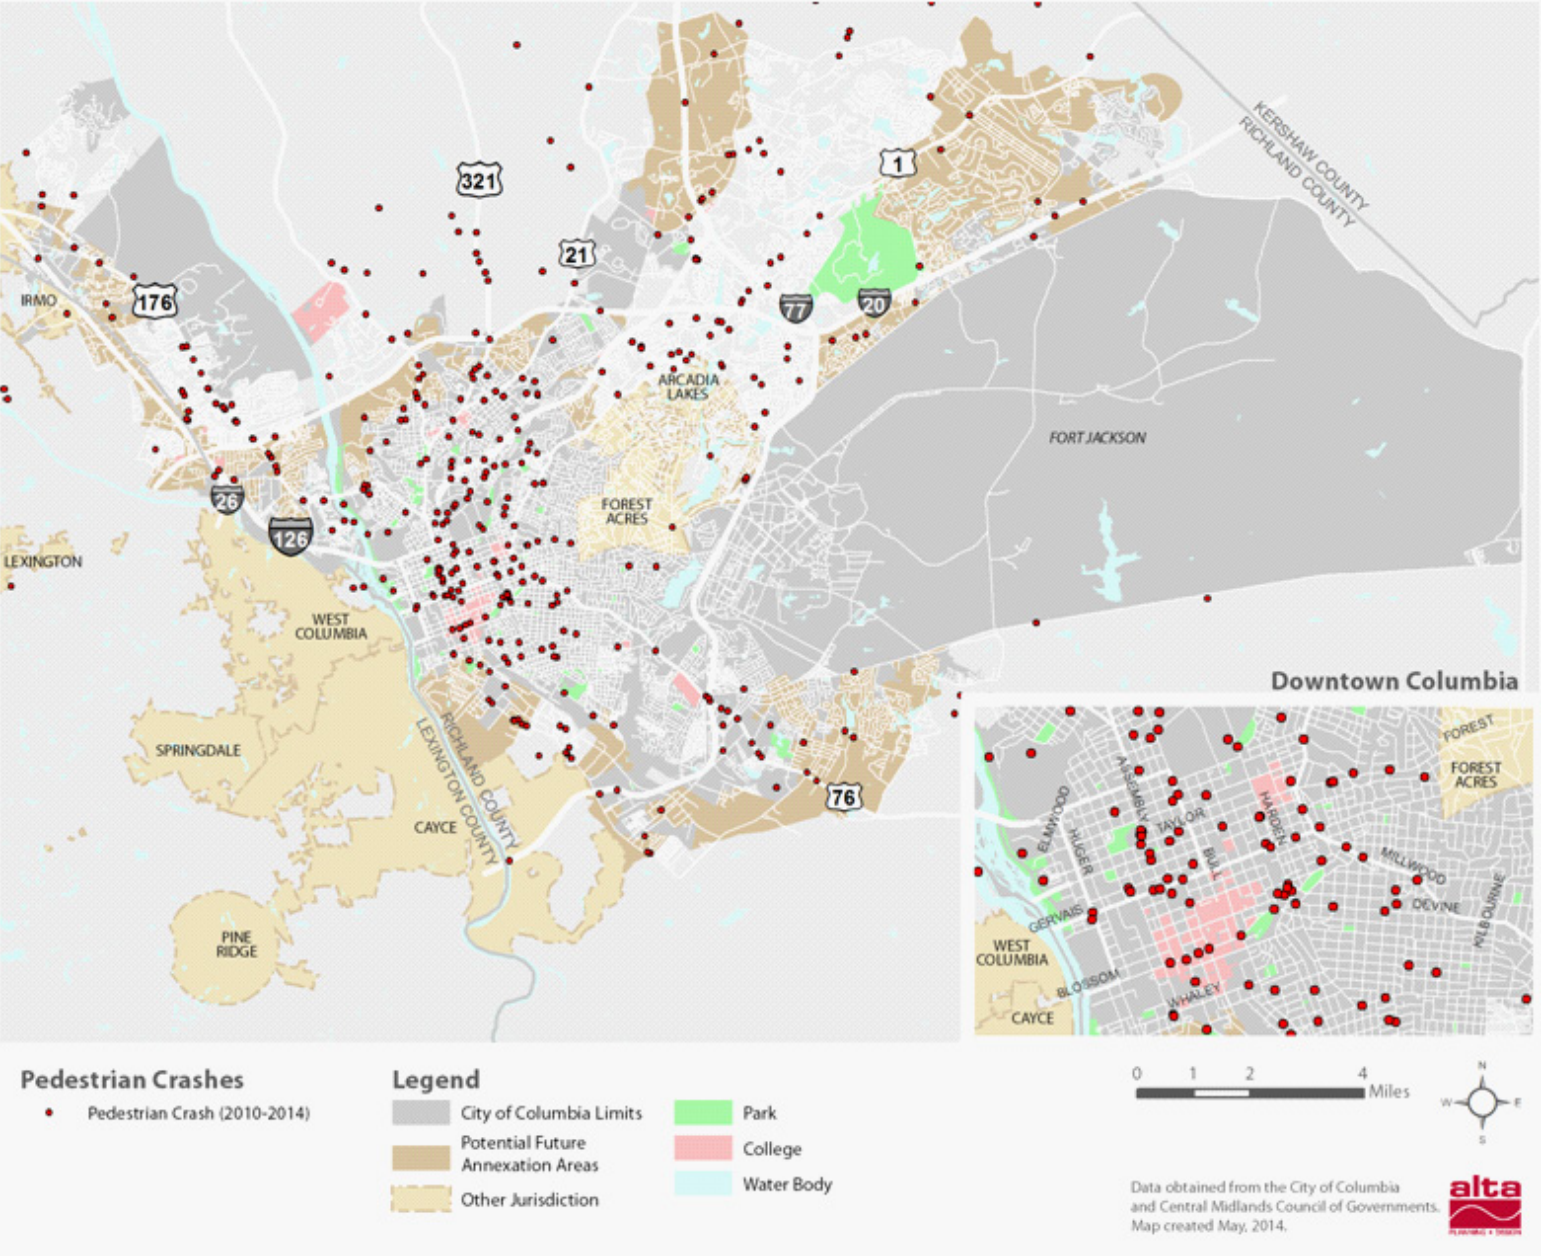 KERSHAW COUNTY
RICHLAND COUNTY
1
321
21
176
IRMO
77
20
ARCADIA
LAKES
FORT JACKSON
26
126
FOREST
ACRES
LEXINGTON
WEST
COLUMBIA
Downtown Columbia
SPRINGDALE
RICHLAND COUNTY
LEXINGTON COUNTY
76
CAYCE
PINE
RIDGE
FOREST
FOREST
ACRES
ASSEMBLY
ELMWOOD
TAYLOR
HARDEN
HUGER
BULL
MILLWOOD
DEVINE
KILBOURNE
GERVAIS
WEST
COLUMBIA
BLOSSOM
WHALEY
CAYCE
Pedestrian Crashes
Pedestrian Crash (2010-2014)
Legend
City of Columbia Limits
Potential Future
Annexation Areas
Other Jurisdiction
Park
College
Water Body
0 1 2 4
Miles
N
W E
S
Data obtained from the City of Columbia
and Central Midlands Council of Governments.
Map created May, 2014.
alta
PLANNING + DESIGN